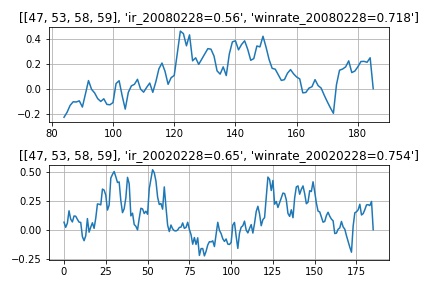 [[47, 53, 58, 59], 'ir_20080228=0.56', 'winrate_20080228=0.718']
0.4
0.2
0.0
−0.2
80 100 120 140 160 180
[[47, 53, 58, 59], 'ir_20020228=0.65', 'winrate_20020228=0.754']
0.50
0.25
0.00
−0.25
0 25 50 75 100 125 150 175